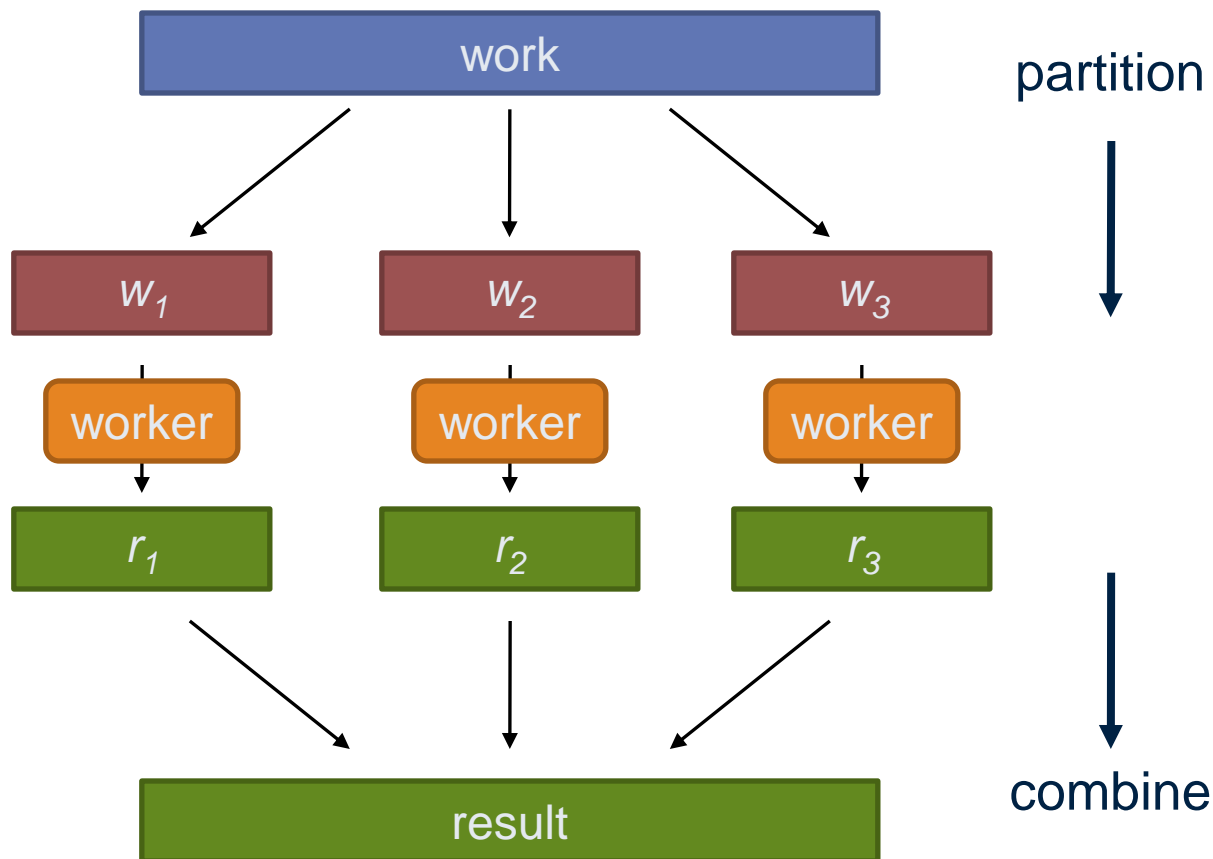 work
partition
w1
w2
w3
worker
worker
worker
r1
r2
r3
combine
result